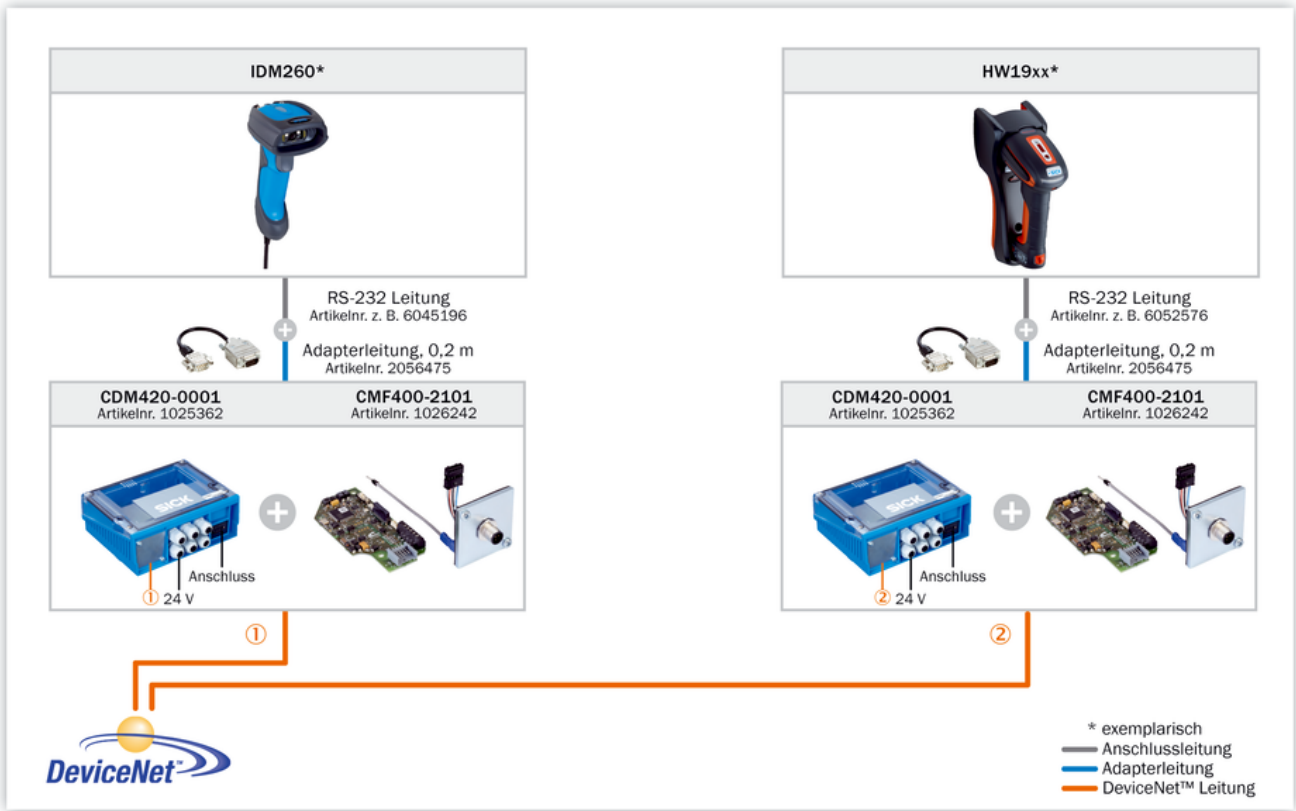 IDM260*
RS-232 Leitung
Artikelnr. z. B. 6045196
Adapterleitung, 0,2 m
Artikelnr. 2056475
CDM420-0001
Artikelnr. 1025362
CMF400-2101
Artikelnr. 1026242
SICK
Anschluss
① 24 V
①
HW19xx*
RS-232 Leitung
Artikelnr. z. B. 6052576
Adapterleitung, 0,2 m
Artikelnr. 2056475
CDM420-0001
Artikelnr. 1025362
CMF400-2101
Artikelnr. 1026242
SICK
Anschluss
② 24 V
②
DeviceNet™
* exemplarisch
Anschlussleitung
Adapterleitung
DeviceNet™ Leitung